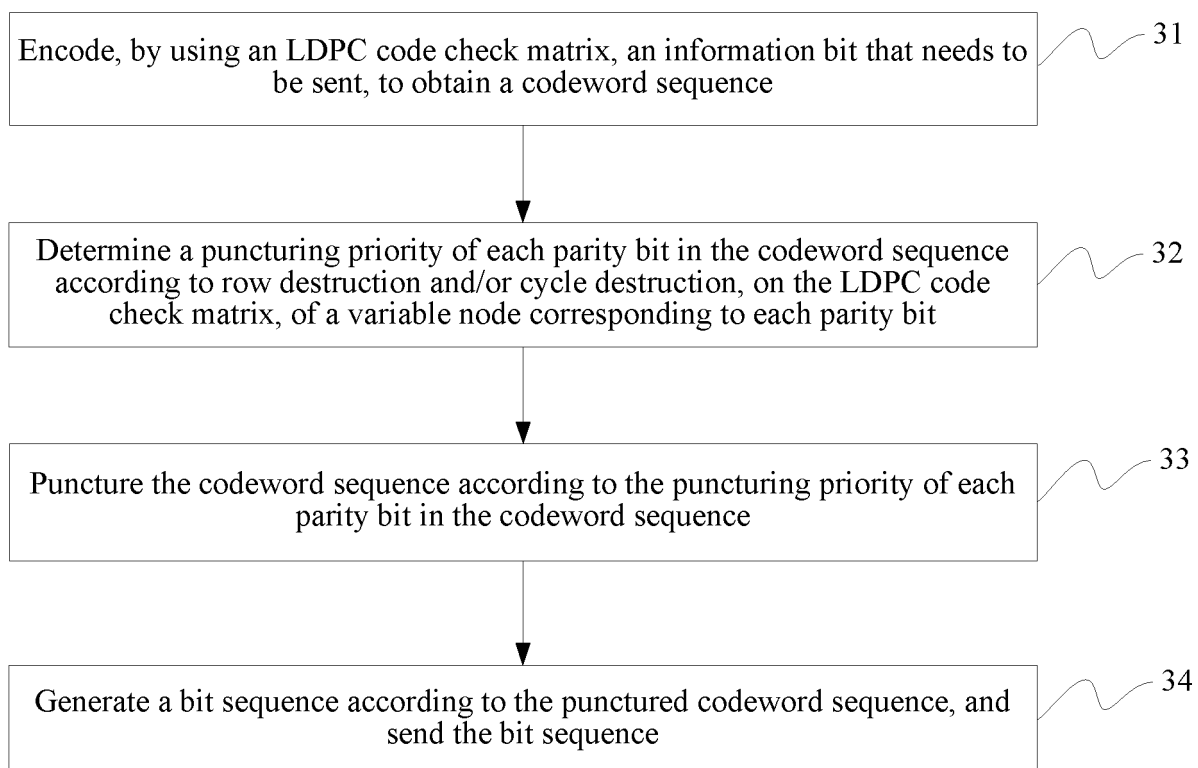 Encode, by using an LDPC code check matrix, an information bit that needs to
be sent, to obtain a codeword sequence
31
Determine a puncturing priority of each parity bit in the codeword sequence
according to row destruction and/or cycle destruction, on the LDPC code
check matrix, of a variable node corresponding to each parity bit
32
Puncture the codeword sequence according to the puncturing priority of each
parity bit in the codeword sequence
33
Generate a bit sequence according to the punctured codeword sequence, and
send the bit sequence
34